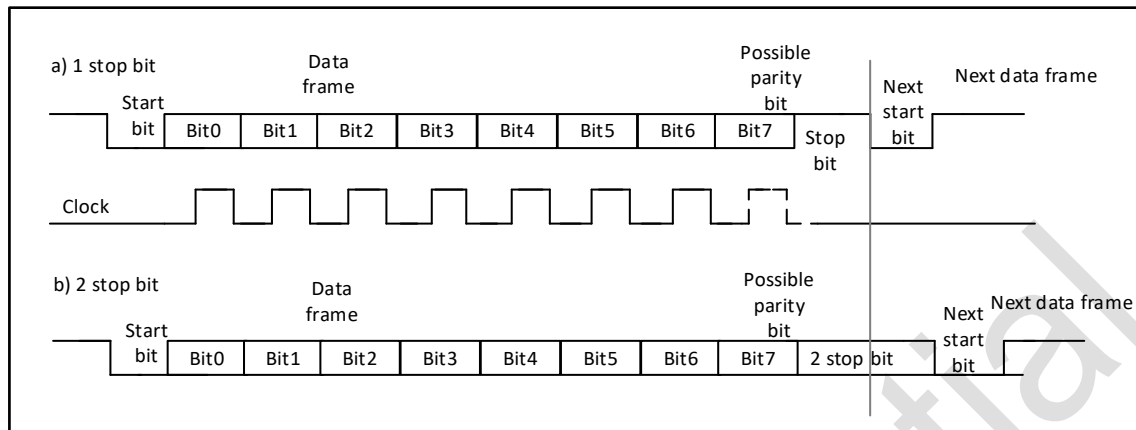 a) 1 stop bit
Data
frame
Possible
parity
bit
Next data frame
Start
bit
Bit0
Bit1
Bit2
Bit3
Bit4
Bit5
Bit6
Bit7
Stop
bit
Next
start
bit
Clock
b) 2 stop bit
Data
frame
Possible
parity
bit
Next data frame
Start
bit
Bit0
Bit1
Bit2
Bit3
Bit4
Bit5
Bit6
Bit7
2 stop bit
Next
start
bit
tial